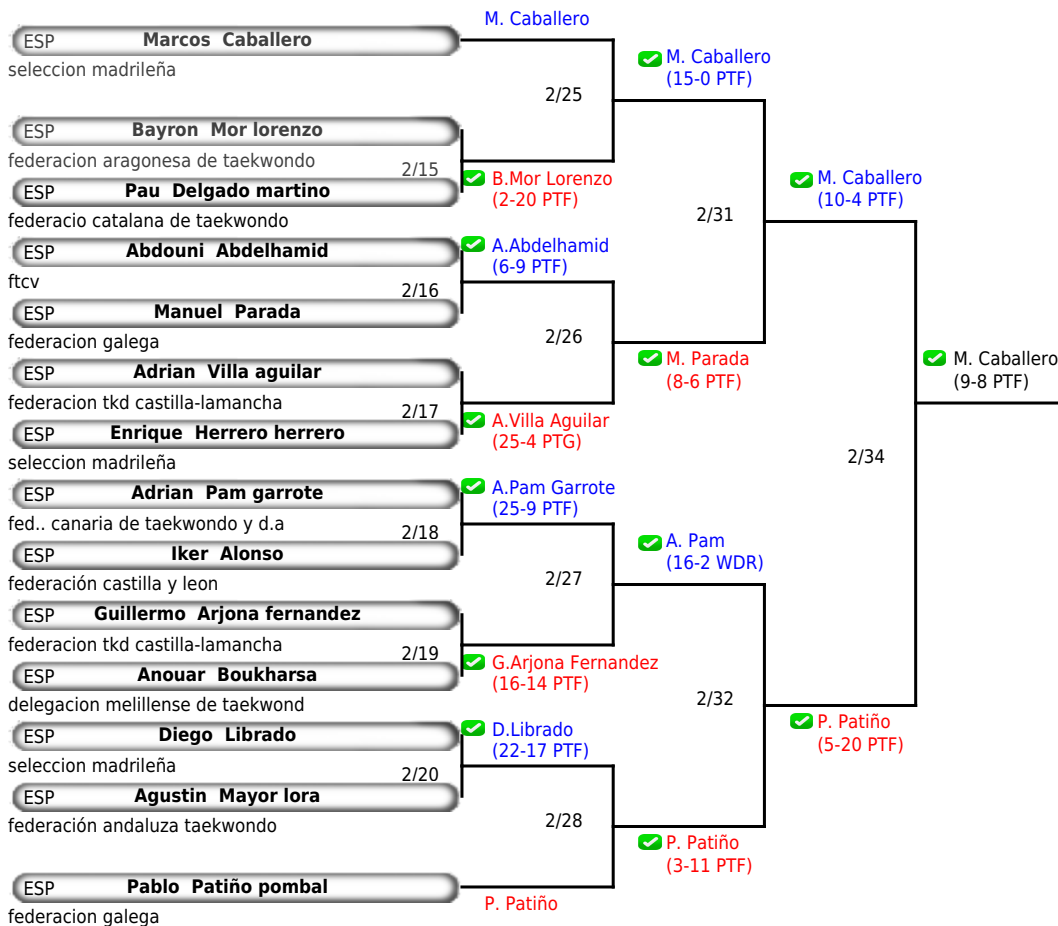 M. Caballero
ESP Marcos Caballero
seleccion madrileña
M. Caballero
(15-0 PTF)
2/25
ESP Bayron Mor lorenzo
federacion aragonesa de taekwondo
2/15
ESP Pau Delgado martino
B.Mor Lorenzo
(2-20 PTF)
M. Caballero
(10-4 PTF)
federacio catalana de taekwondo
2/31
ESP Abdouni Abdelhamid
A.Abdelhamid
(6-9 PTF)
ftcv
2/16
ESP Manuel Parada
federacion galega
2/26
ESP Adrian Villa aguilar
M. Parada
(8-6 PTF)
M. Caballero
(9-8 PTF)
federacion tkd castilla-lamancha
2/17
ESP Enrique Herrero herrero
A.Villa Aguilar
(25-4 PTG)
seleccion madrileña
2/34
ESP Adrian Pam garrote
A.Pam Garrote
(25-9 PTF)
fed.. canaria de taekwondo y d.a
2/18
ESP Iker Alonso
A. Pam
(16-2 WDR)
federación castilla y leon
2/27
ESP Guillermo Arjona fernandez
federacion tkd castilla-lamancha
2/19
ESP Anouar Boukharsa
G.Arjona Fernandez
(16-14 PTF)
delegacion melillense de taekwond
2/32
ESP Diego Librado
D.Librado
(22-17 PTF)
P. Patiño
(5-20 PTF)
seleccion madrileña
2/20
ESP Agustin Mayor lora
federación andaluza taekwondo
2/28
P. Patiño
(3-11 PTF)
ESP Pablo Patiño pombal
P. Patiño
federacion galega